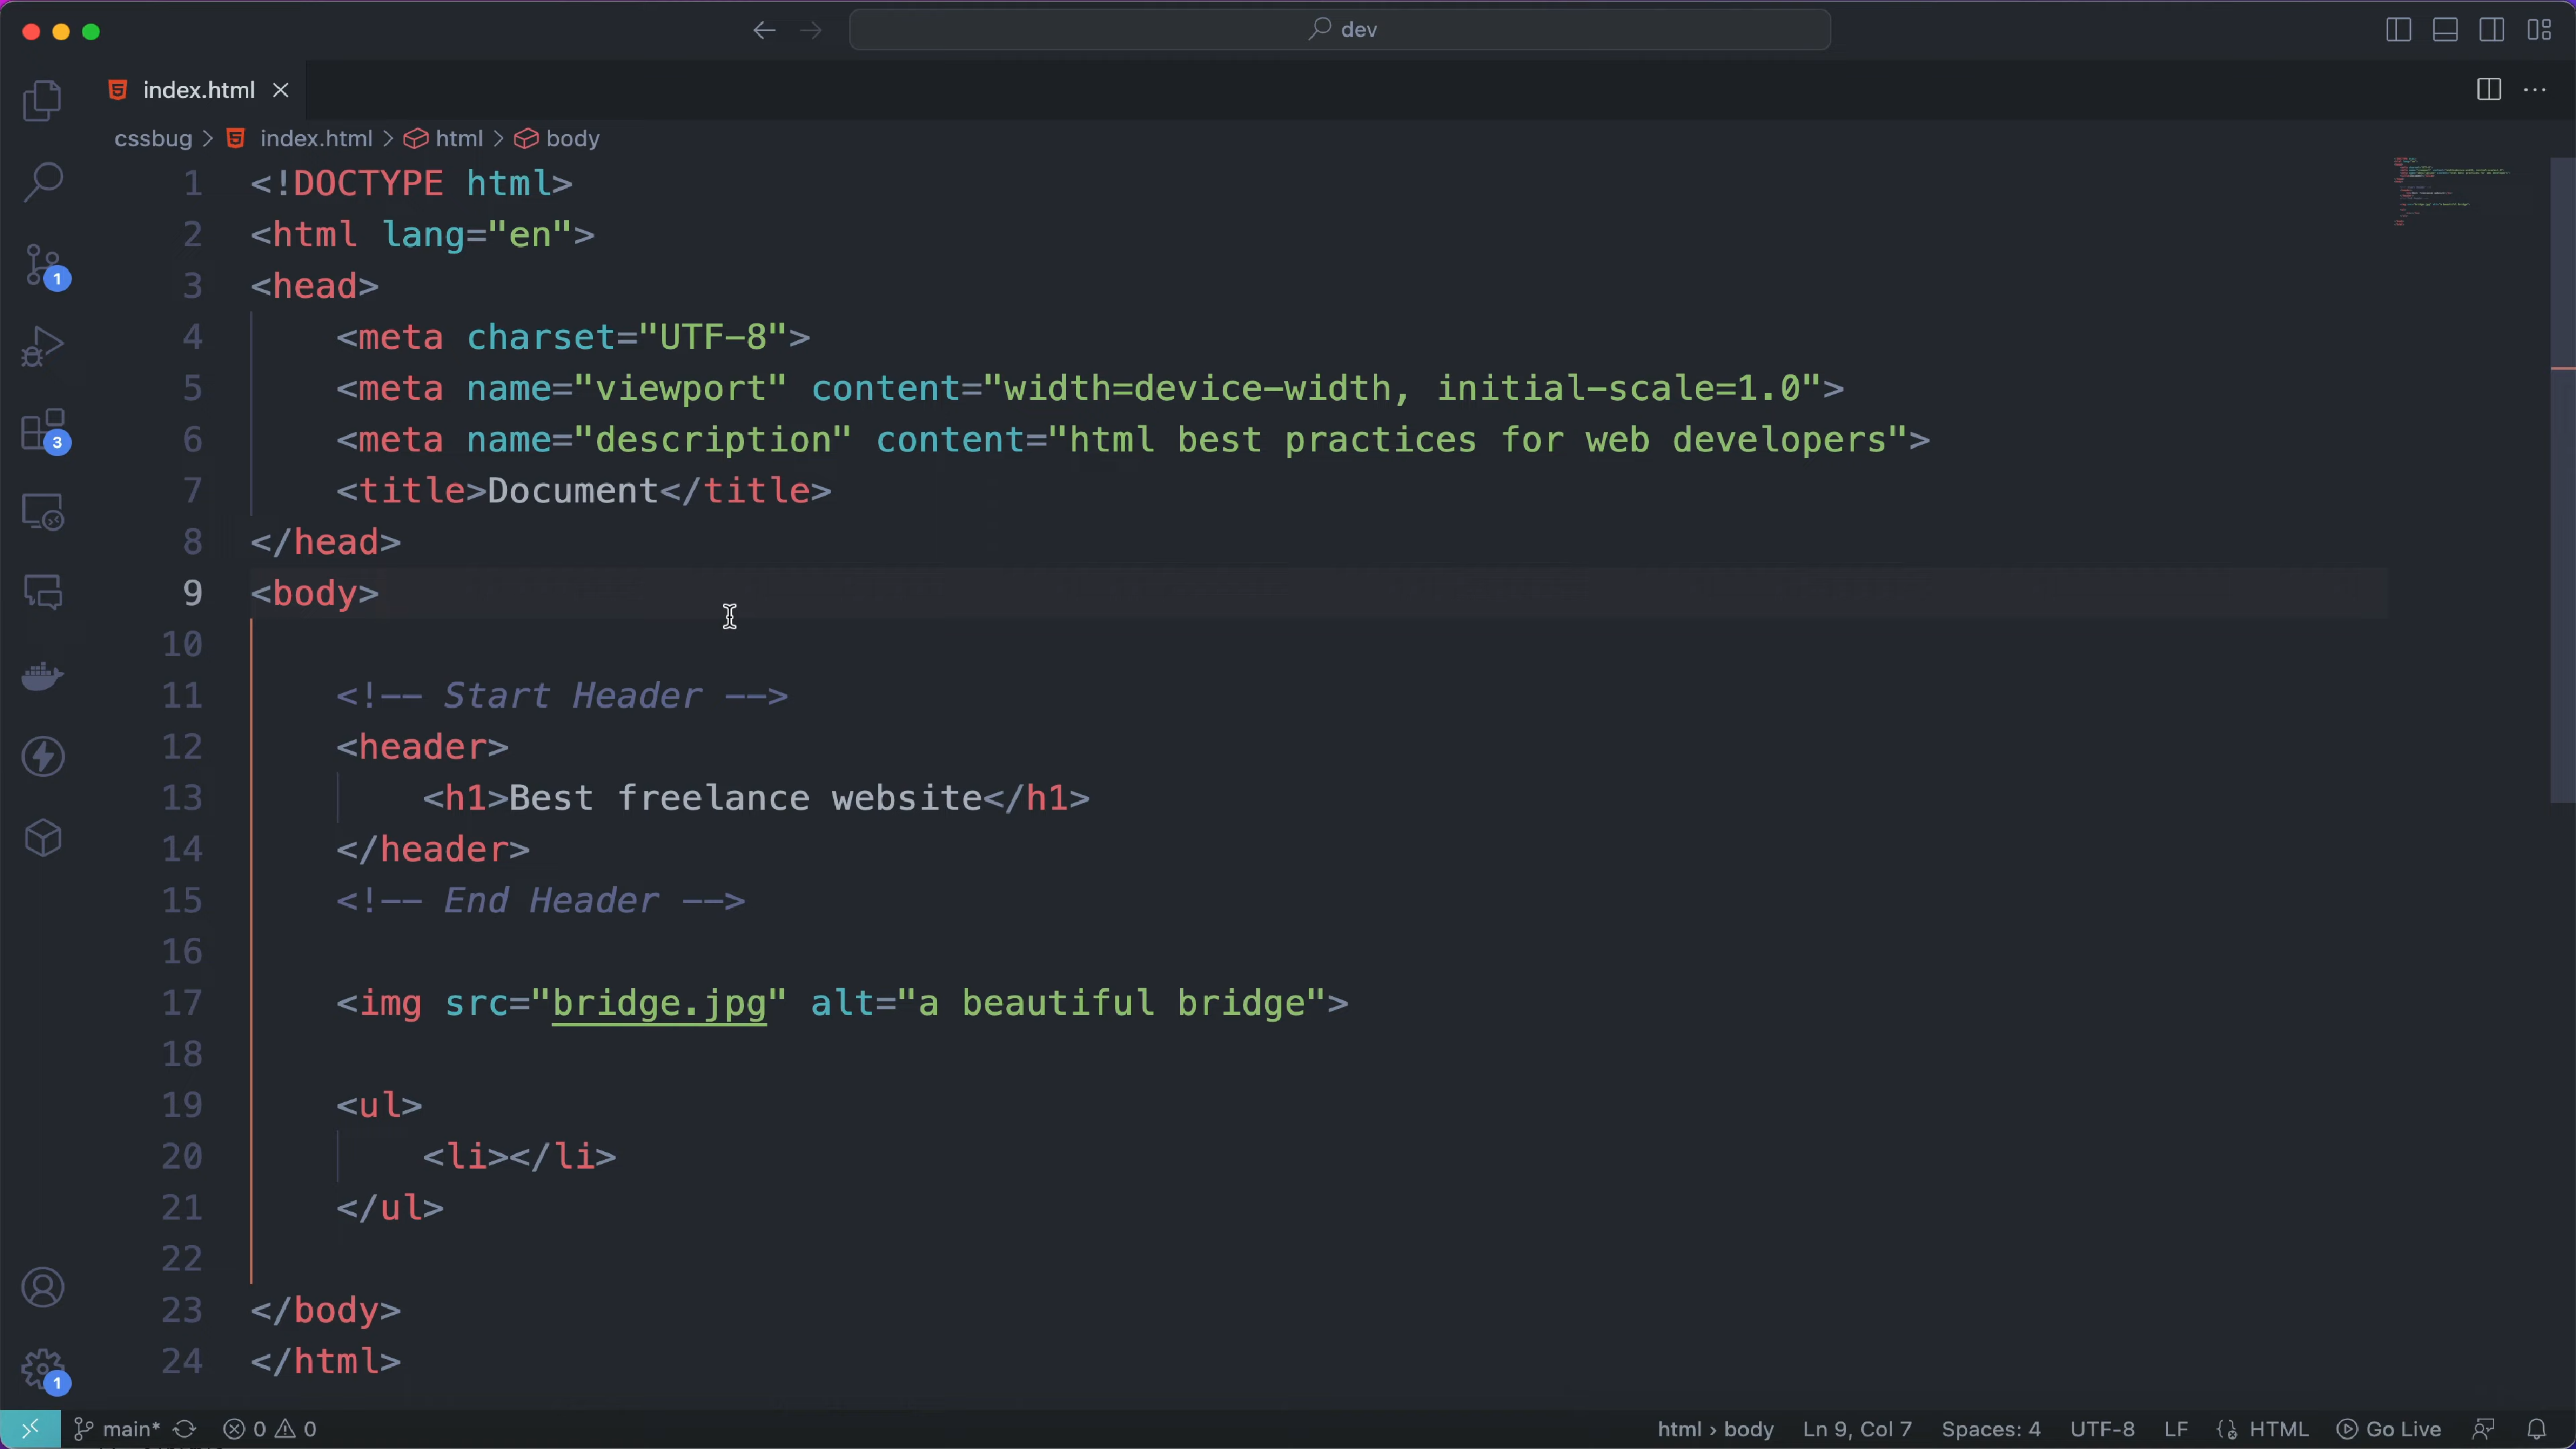 dev
index.html
cssbug > index.html > html > body
1 <!DOCTYPE html>
2 <html lang="en">
3 <head>
4     <meta charset="UTF-8">
5     <meta name="viewport" content="width=device-width, initial-scale=1.0">
6     <meta name="description" content="html best practices for web developers">
7     <title>Document</title>
8 </head>
9 <body>
10
11     <!-- Start Header -->
12     <header>
13         <h1>Best freelance website</h1>
14     </header>
15     <!-- End Header -->
16
17     <img src="bridge.jpg" alt="a beautiful bridge">
18
19     <ul>
20         <li></li>
21     </ul>
22
23 </body>
24 </html>
1
3
1
main* 0 0 html › body Ln 9, Col 7 Spaces: 4 UTF-8 LF HTML Go Live